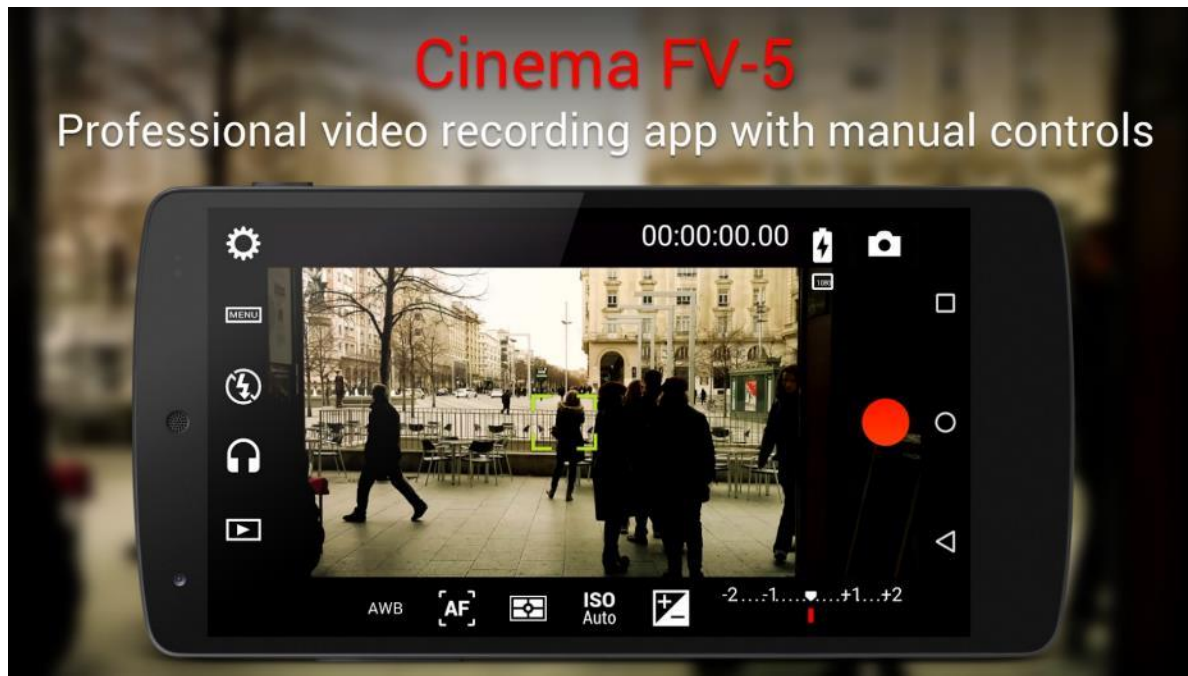 Cinema FV-5
Professional video recording app with manual controls
00:00:00.00
1080
MENU
AWB
AF
ISO
Auto
-2....-1.........+1...+2